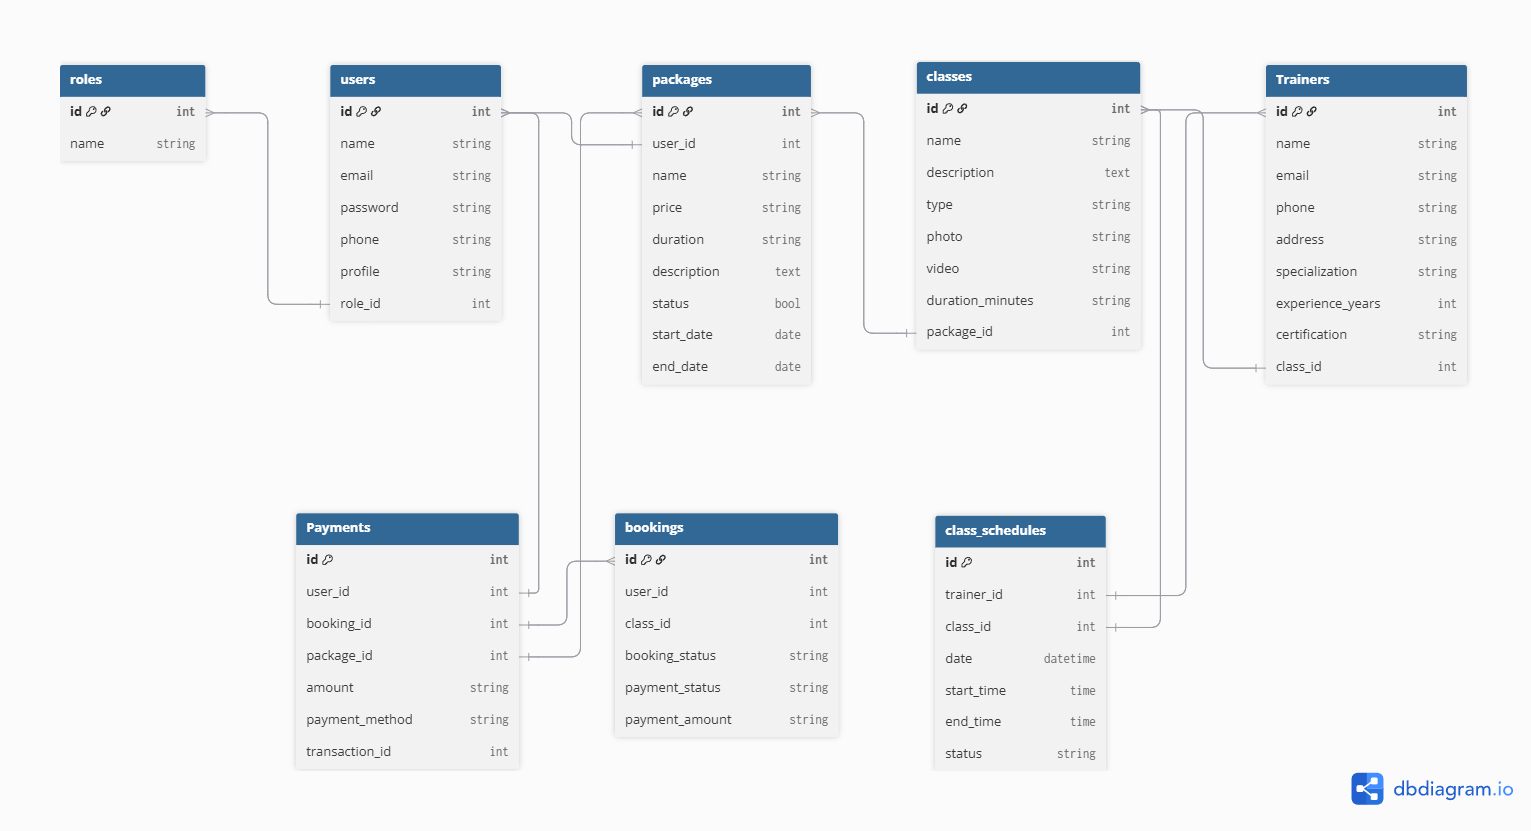 roles
id int
name string
users
id int
name string
email string
password string
phone string
profile string
role_id int
packages
id int
user_id int
name string
price string
duration string
description text
status bool
start_date date
end_date date
classes
id int
name string
description text
type string
photo string
video string
duration_minutes string
package_id int
Trainers
id int
name string
email string
phone string
address string
specialization string
experience_years int
certification string
class_id int
Payments
id int
user_id int
booking_id int
package_id int
amount string
payment_method string
transaction_id int
bookings
id int
user_id int
class_id int
booking_status string
payment_status string
payment_amount string
class_schedules
id int
trainer_id int
class_id int
date datetime
start_time time
end_time time
status string
dbdiagram.io